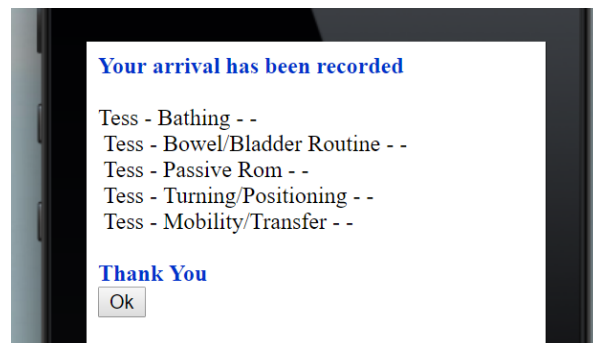 Your arrival has been recorded
Tess - Bathing - -
Tess - Bowel/Bladder Routine - -
Tess - Passive Rom - -
Tess - Turning/Positioning - -
Tess - Mobility/Transfer - -
Thank You
Ok